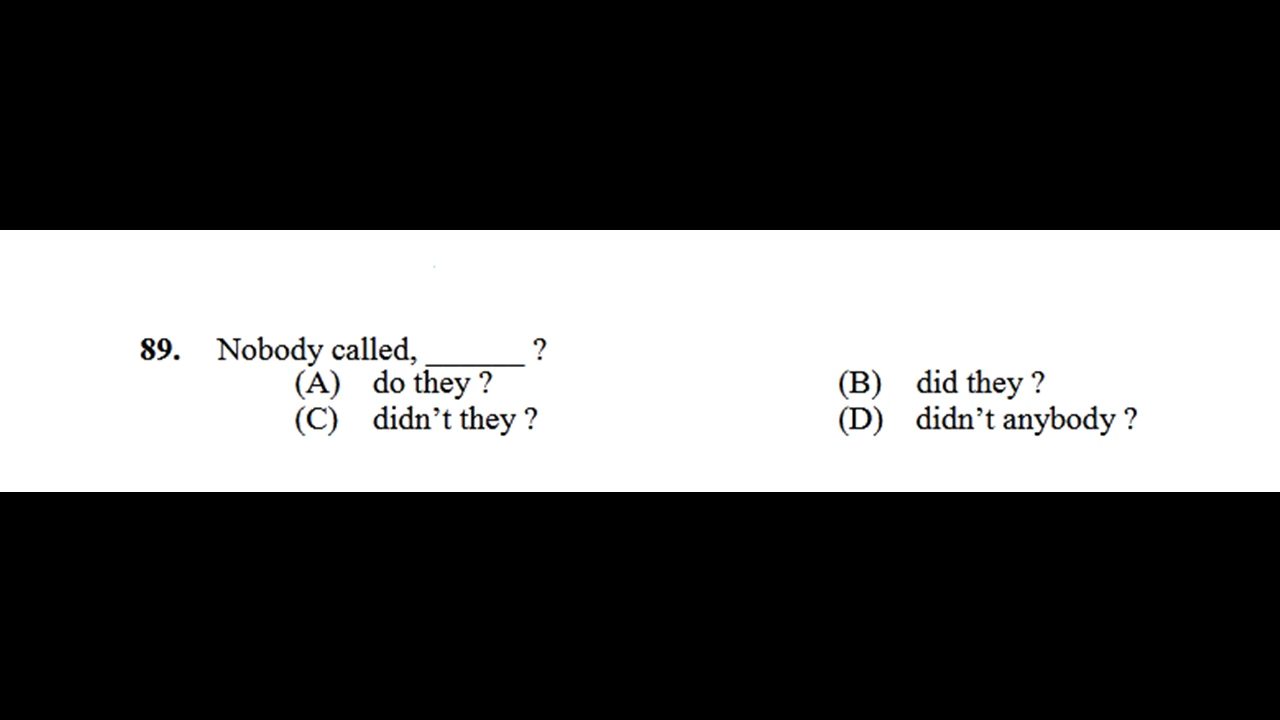 89. Nobody called, ______ ?
(A) do they ? (B) did they ?
(C) didn’t they ? (D) didn’t anybody ?